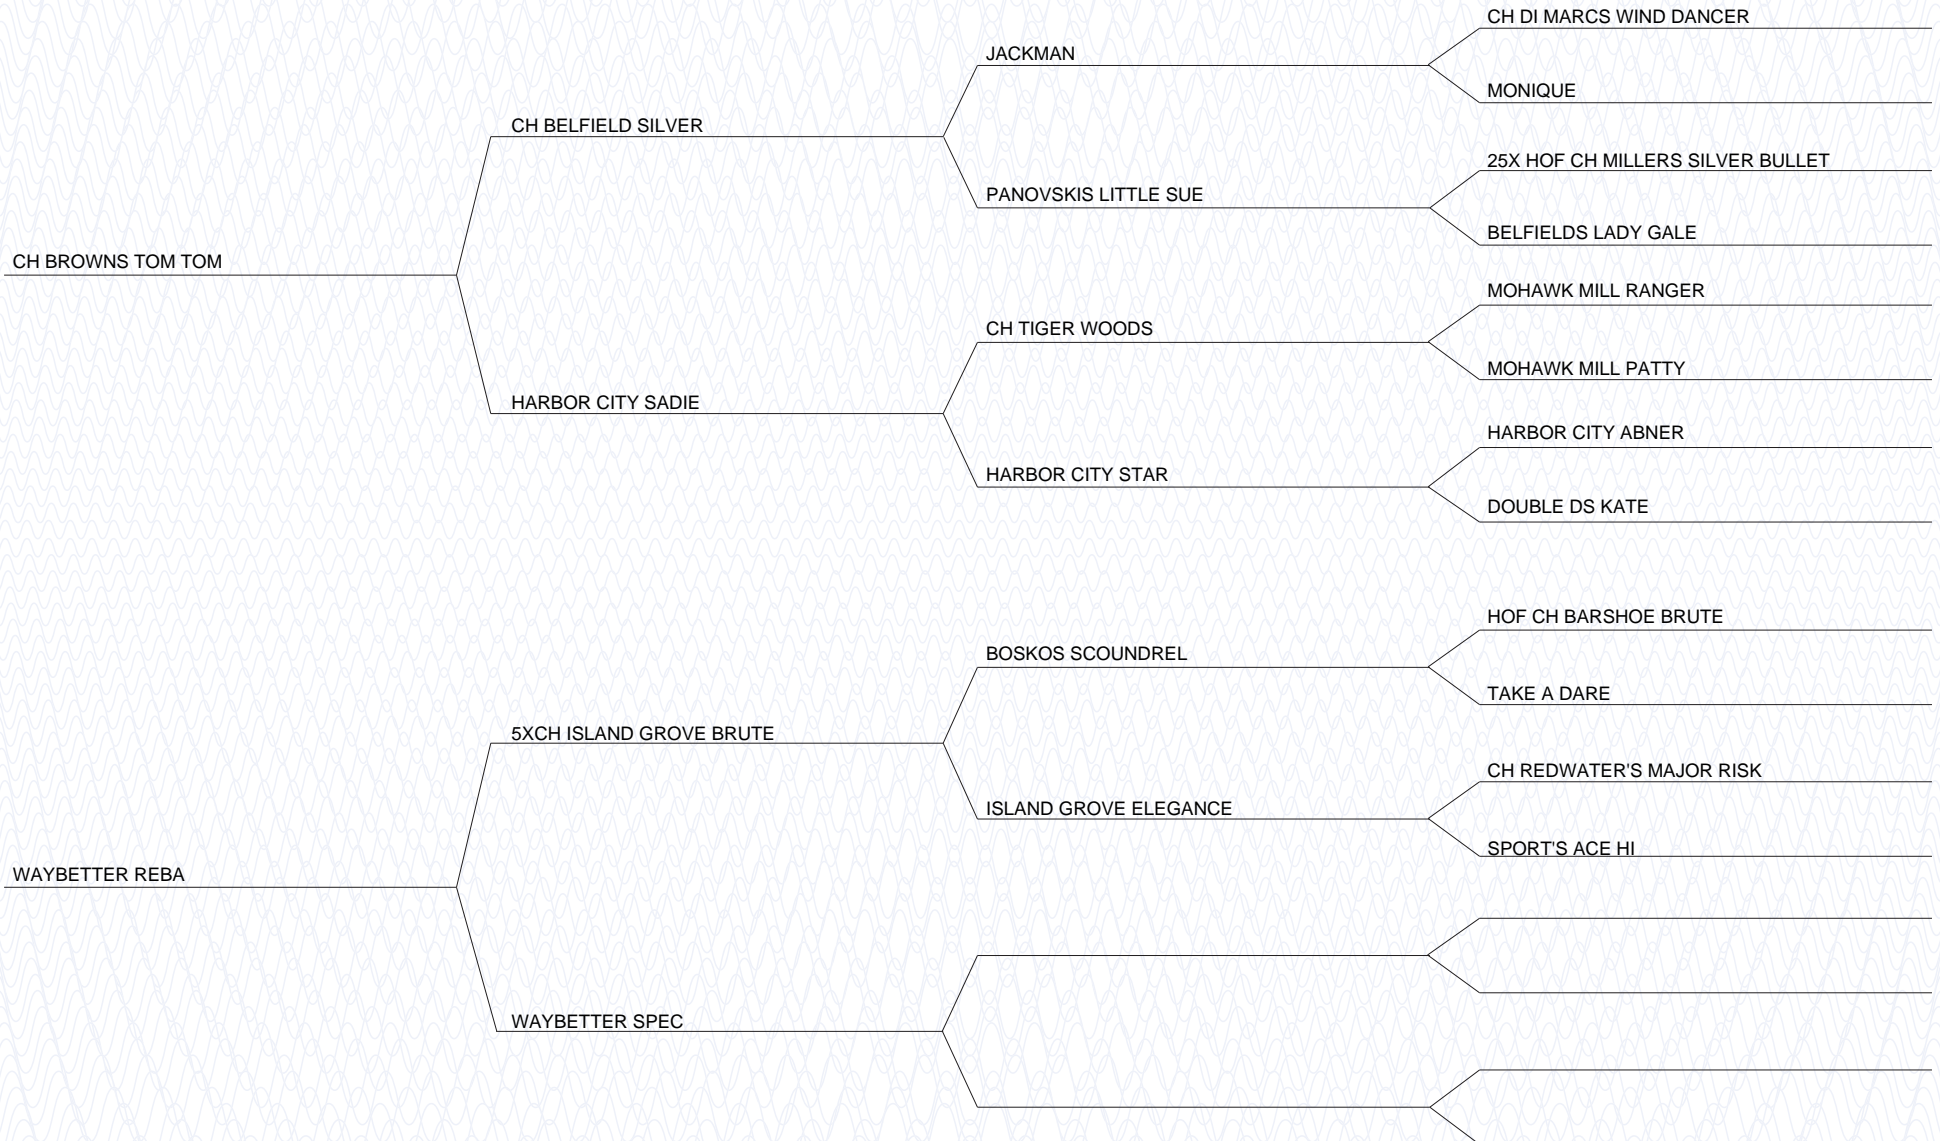 CH DI MARCS WIND DANCER
JACKMAN
MONIQUE
CH BELFIELD SILVER
25X HOF CH MILLERS SILVER BULLET
PANOVSKIS LITTLE SUE
BELFIELDS LADY GALE
CH BROWNS TOM TOM
MOHAWK MILL RANGER
CH TIGER WOODS
MOHAWK MILL PATTY
HARBOR CITY SADIE
HARBOR CITY ABNER
HARBOR CITY STAR
DOUBLE DS KATE
HOF CH BARSHOE BRUTE
BOSKOS SCOUNDREL
TAKE A DARE
5XCH ISLAND GROVE BRUTE
CH REDWATER'S MAJOR RISK
ISLAND GROVE ELEGANCE
SPORT'S ACE HI
WAYBETTER REBA
WAYBETTER SPEC